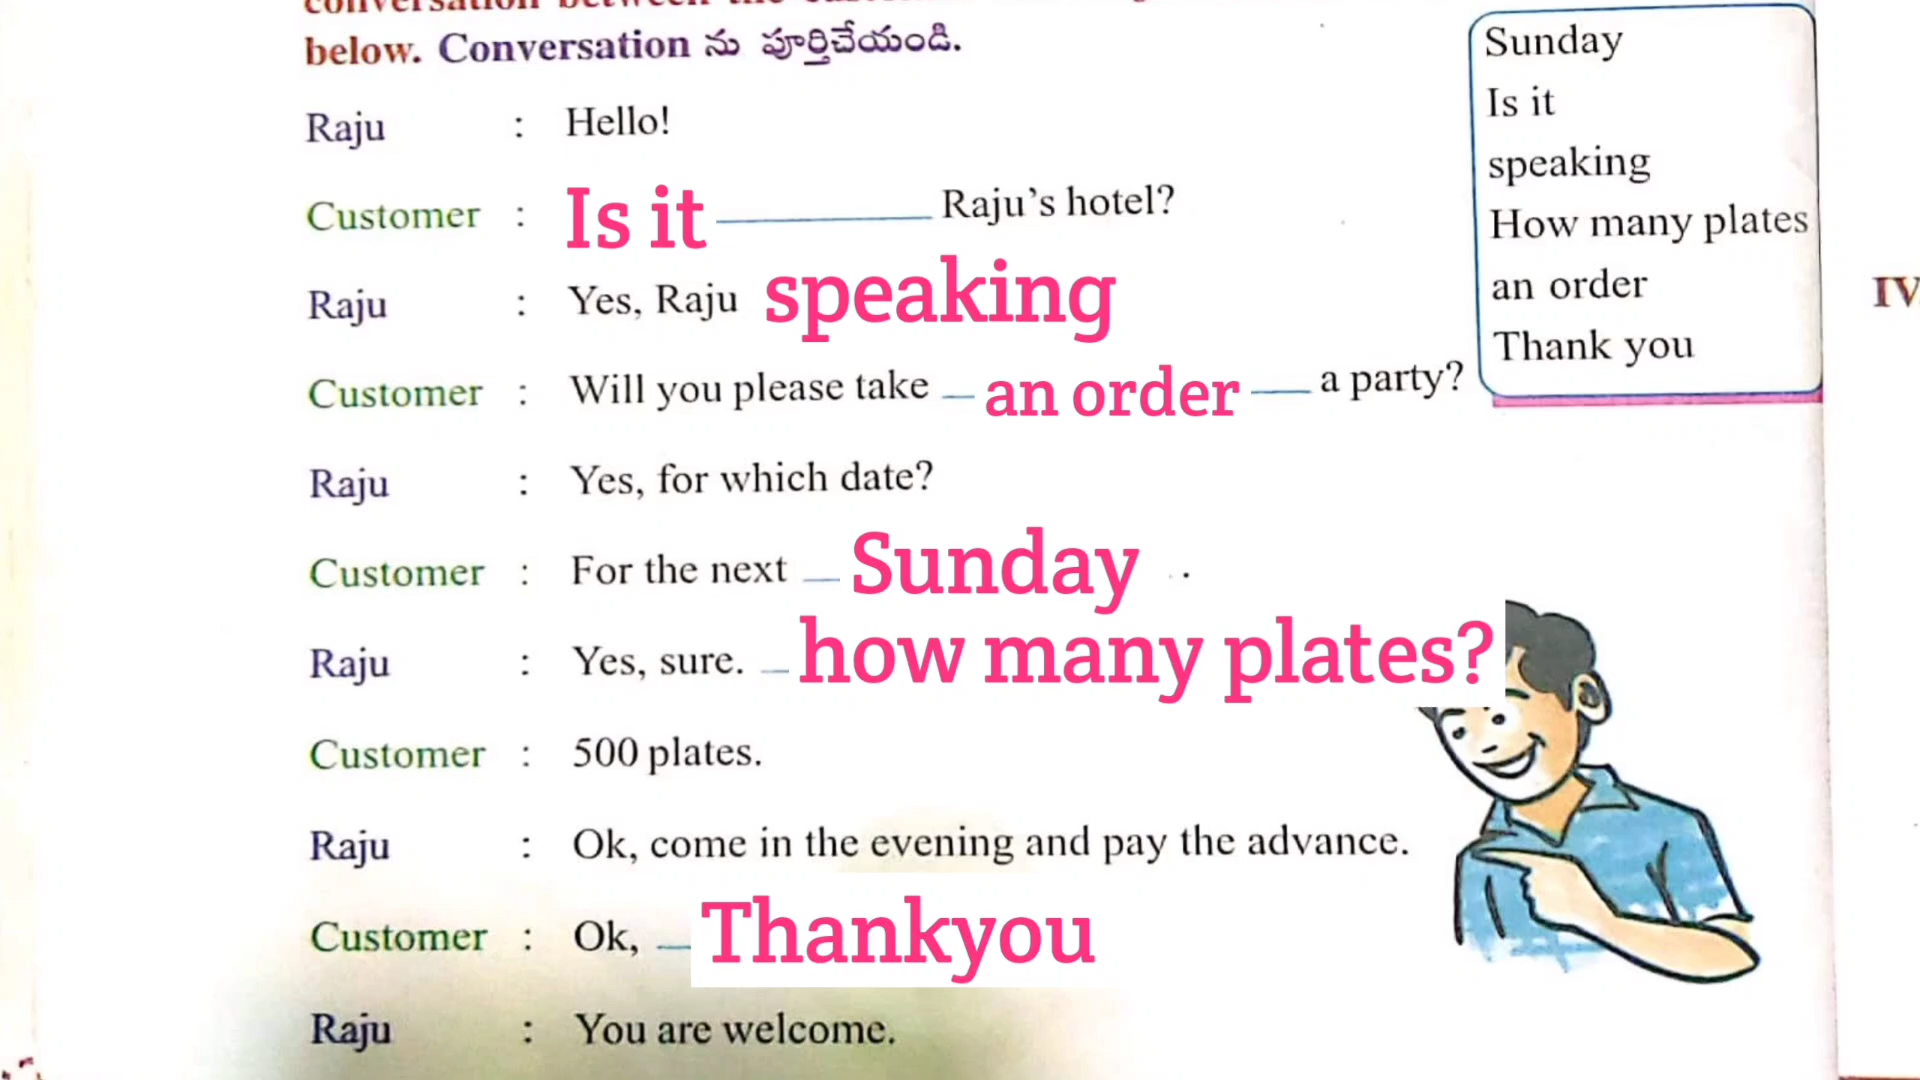 conversation between the
below. Conversation ను పూర్తిచేయండి.
Raju : Hello!
Customer : Is it Raju's hotel?
Raju : Yes, Raju speaking
Customer : Will you please take an order a party?
Raju : Yes, for which date?
Customer : For the next Sunday .
Raju : Yes, sure. how many plates?
Customer : 500 plates.
Raju : Ok, come in the evening and pay the advance.
Customer : Ok, Thankyou
Raju : You are welcome.
Sunday
Is it
speaking
How many plates
an order
Thank you
IV